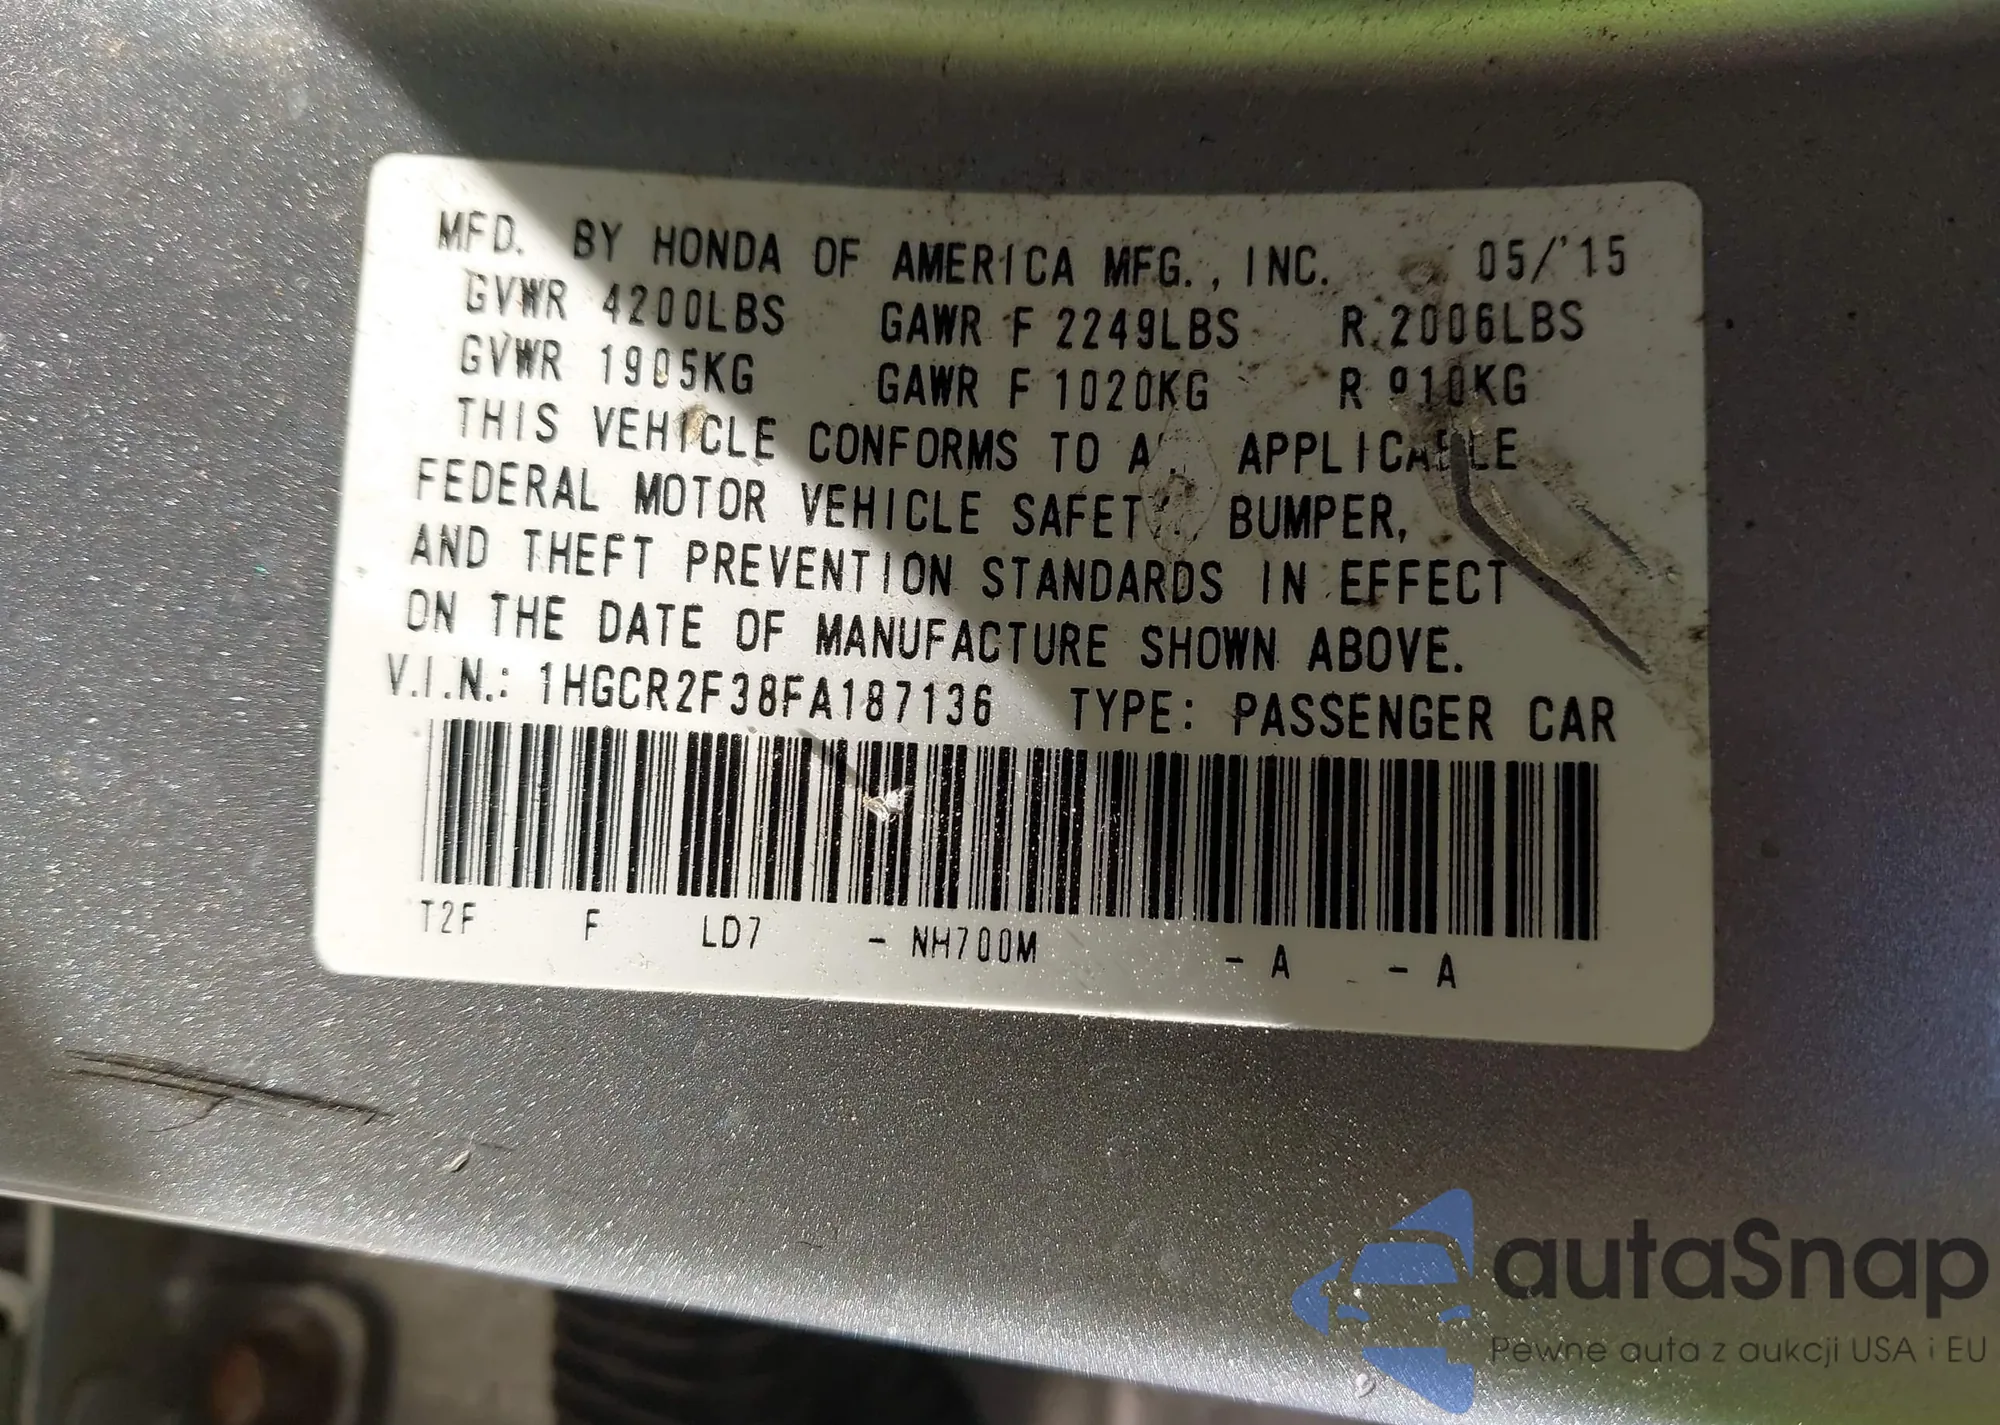 MFD. BY HONDA OF AMERICA MFG., INC. 05/'15
GVWR 4200LBS GAWR F 2249LBS R 2006LBS
GVWR 1905KG GAWR F 1020KG R 910KG
THIS VEHICLE CONFORMS TO APPLICABLE
FEDERAL MOTOR VEHICLE SAFETY, BUMPER,
AND THEFT PREVENTION STANDARDS IN EFFECT
ON THE DATE OF MANUFACTURE SHOWN ABOVE.
V.I.N.: 1HGCR2F38FA187136 TYPE: PASSENGER CAR
T2F F LD7 - NH700M - A - A
autaSnap
Pewne auta z aukcji USA i EU